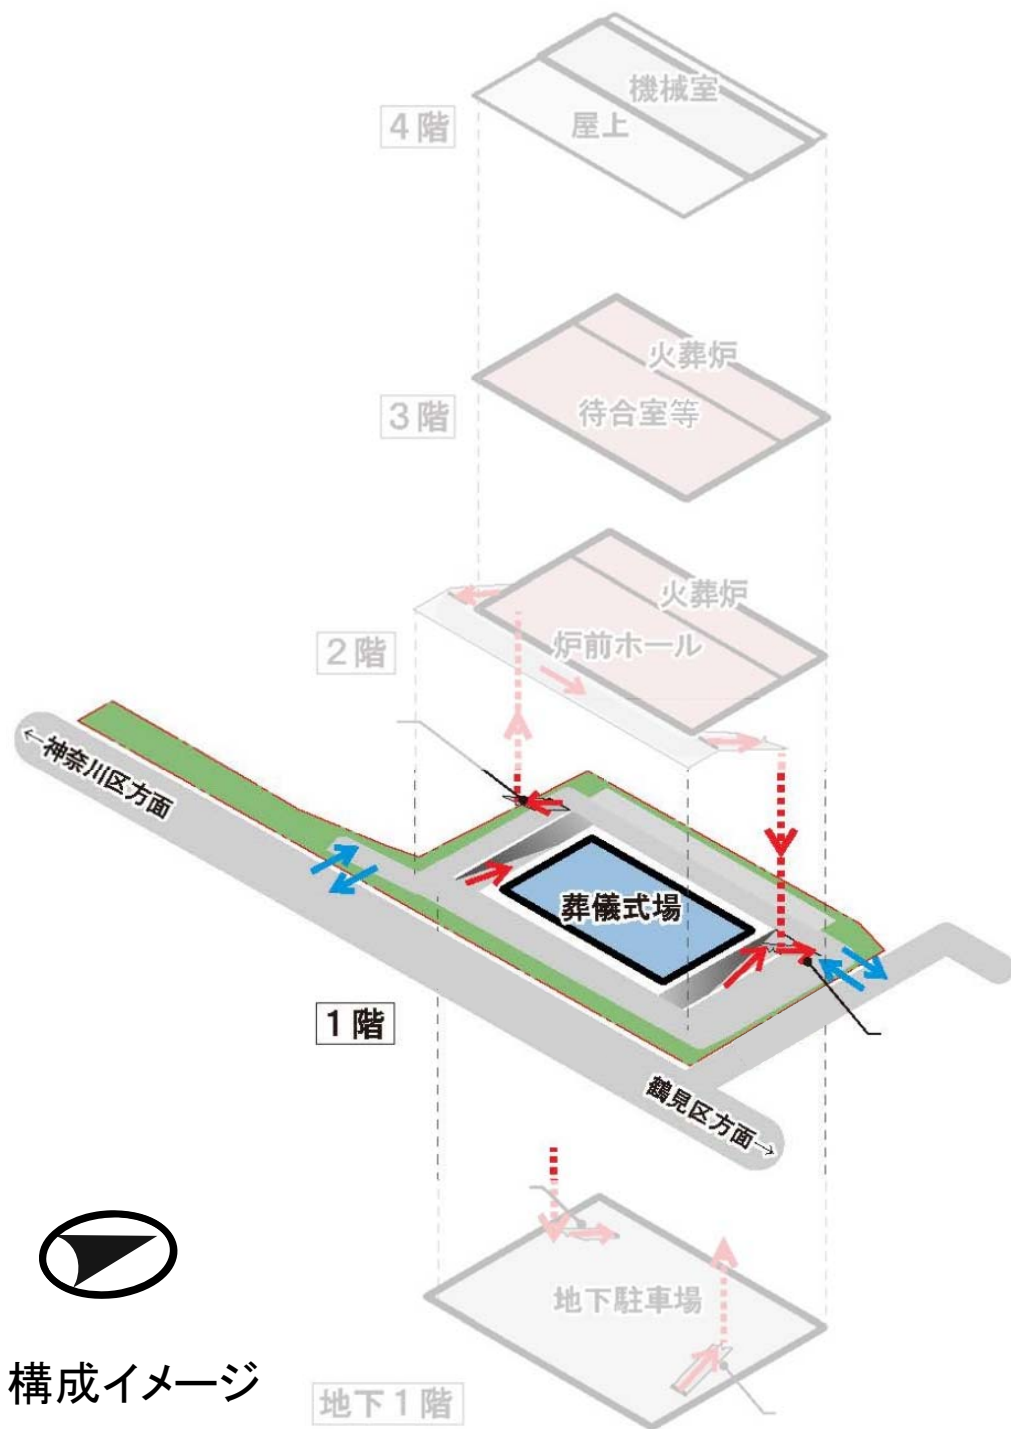 機械室
屋上
4階
火葬炉
待合室等
3階
火葬炉
炉前ホール
2階
←神奈川区方面
葬儀式場
1階
鶴見区方面→
地下駐車場
構成イメージ
地下1階